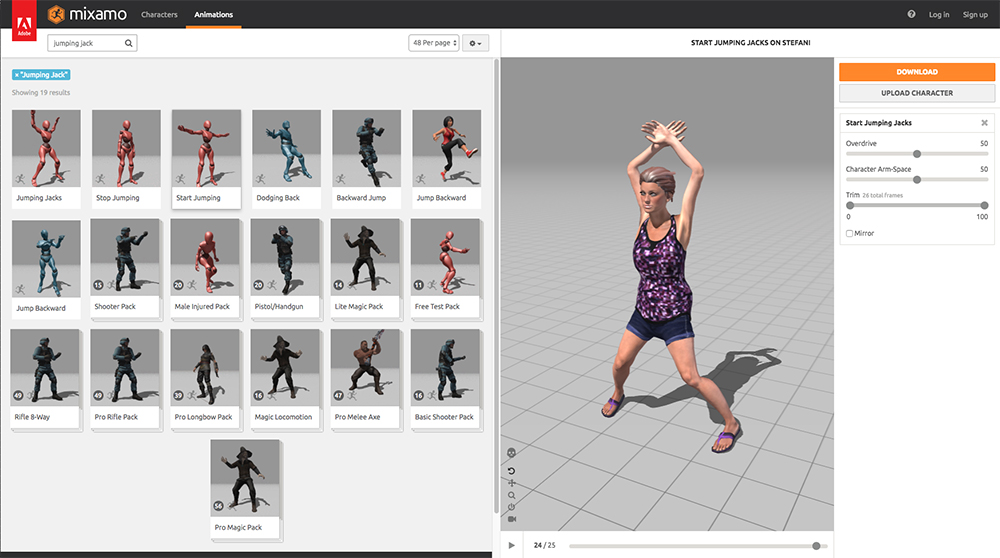 Adobe
mixamo
Characters
Animations
Log in
Sign up
jumping jack
48 Per page
START JUMPING JACKS ON STEFANI
× "Jumping Jack"
Showing 19 results
Jumping Jacks
Stop Jumping
Start Jumping
Dodging Back
Backward Jump
Jump Backward
Jump Backward
15
Shooter Pack
20
Male Injured Pack
20
Pistol/Handgun
14
Lite Magic Pack
11
Free Test Pack
49
Rifle 8-Way
49
Pro Rifle Pack
39
Pro Longbow Pack
16
Magic Locomotion
47
Pro Melee Axe
16
Basic Shooter Pack
56
Pro Magic Pack
24 / 25
DOWNLOAD
UPLOAD CHARACTER
Start Jumping Jacks
Overdrive 50
Character Arm-Space 50
Trim 26 total frames
0 100
Mirror